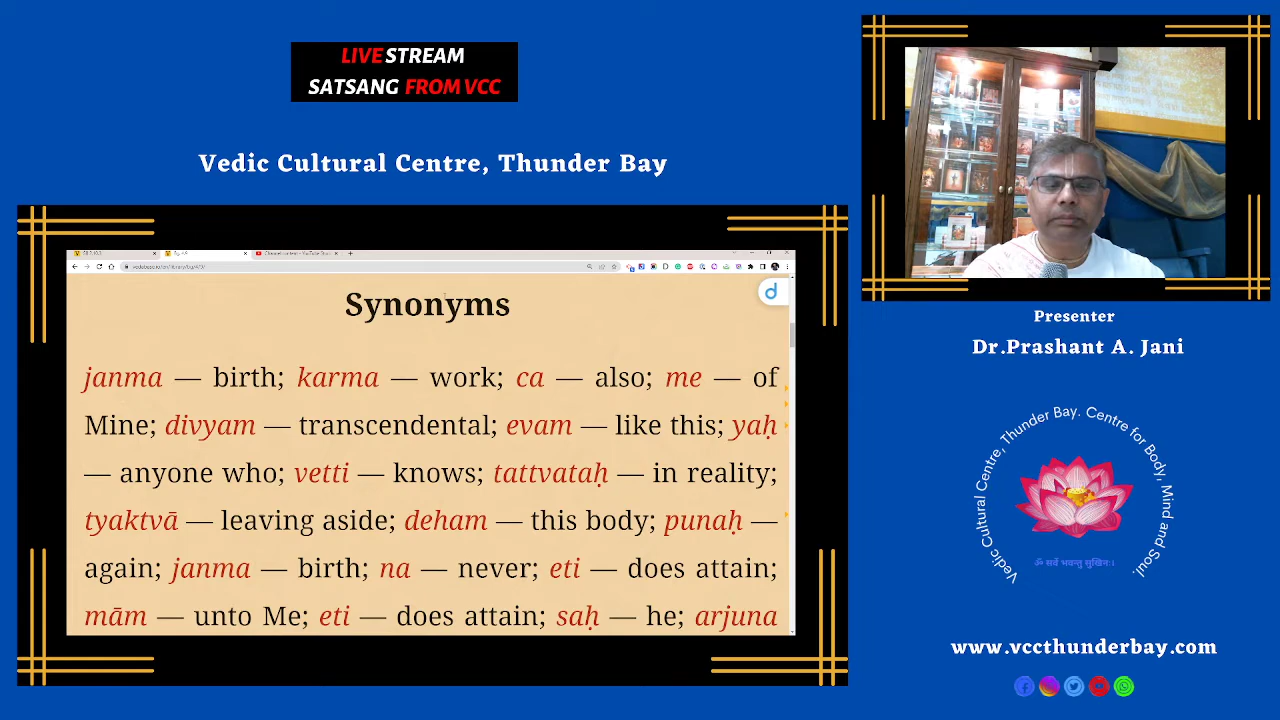 LIVE STREAM
SATSANG FROM VCC
Vedic Cultural Centre, Thunder Bay
Synonyms
janma — birth; karma — work; ca — also; me — of
Mine; divyam — transcendental; evam — like this; yaḥ
— anyone who; vetti — knows; tattvataḥ — in reality;
tyaktvā — leaving aside; deham — this body; punaḥ —
again; janma — birth; na — never; eti — does attain;
mām — unto Me; eti — does attain; saḥ — he; arjuna
Presenter
Dr.Prashant A. Jani
Vedic Cultural Centre, Thunder Bay. Centre for Body, Mind and Soul.
ॐ सर्वे भवन्तु सुखिनः।
www.vccthunderbay.com